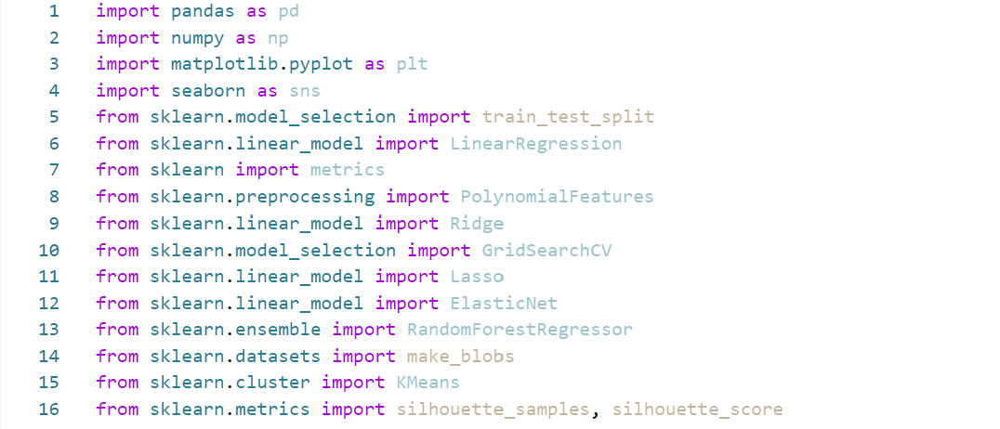 1 import pandas as pd
2 import numpy as np
3 import matplotlib.pyplot as plt
4 import seaborn as sns
5 from sklearn.model_selection import train_test_split
6 from sklearn.linear_model import LinearRegression
7 from sklearn import metrics
8 from sklearn.preprocessing import PolynomialFeatures
9 from sklearn.linear_model import Ridge
10 from sklearn.model_selection import GridSearchCV
11 from sklearn.linear_model import Lasso
12 from sklearn.linear_model import ElasticNet
13 from sklearn.ensemble import RandomForestRegressor
14 from sklearn.datasets import make_blobs
15 from sklearn.cluster import KMeans
16 from sklearn.metrics import silhouette_samples, silhouette_score